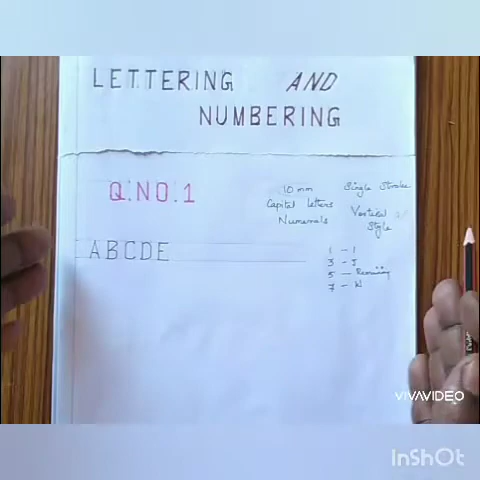 LETTERING AND
NUMBERING
Q.NO.1
10 mm
Capital Letters
Numerals
Single Stroke
Vertical
Style
ABCDE
1 - I
3 - J
5 - Remaining
7 - W
VIVAVIDEO
InShOt